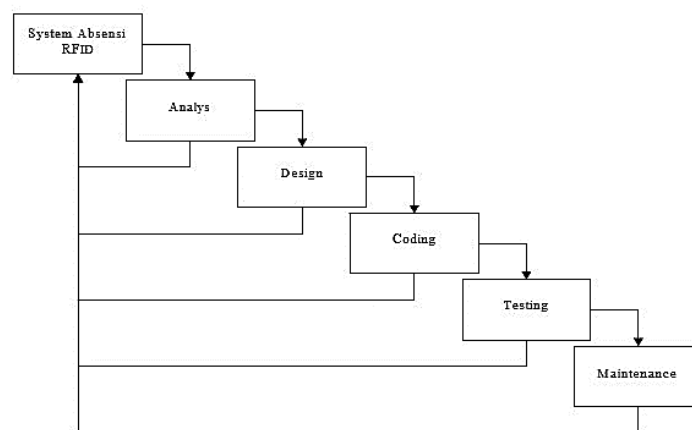 System Absensi
RFID
Analys
Design
Coding
Testing
Maintenance